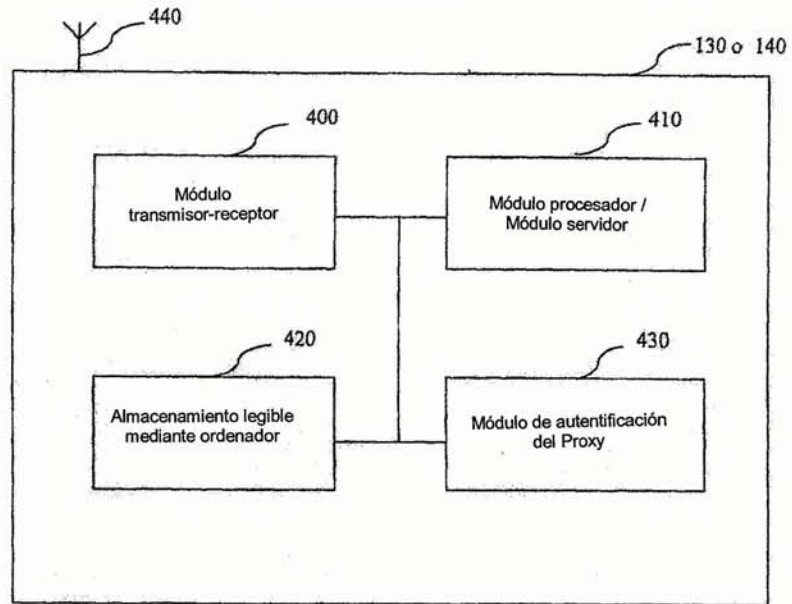 440
130 o 140
400
410
Módulo
transmisor-receptor
Módulo procesador /
Módulo servidor
420
430
Almacenamiento legible
mediante ordenador
Módulo de autentificación
del Proxy